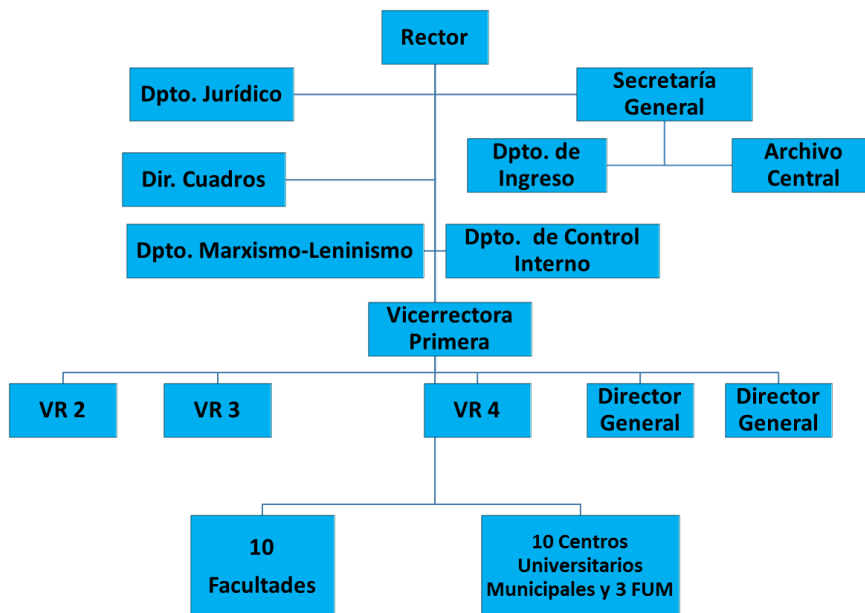 Rector
Dpto. Jurídico
Secretaría
General
Dpto. de
Ingreso
Archivo
Central
Dir. Cuadros
Dpto. Marxismo-Leninismo
Dpto.  de Control
Interno
Vicerrectora
Primera
VR 2
VR 3
VR 4
Director
General
Director
General
10
Facultades
10 Centros
Universitarios
Municipales y 3 FUM